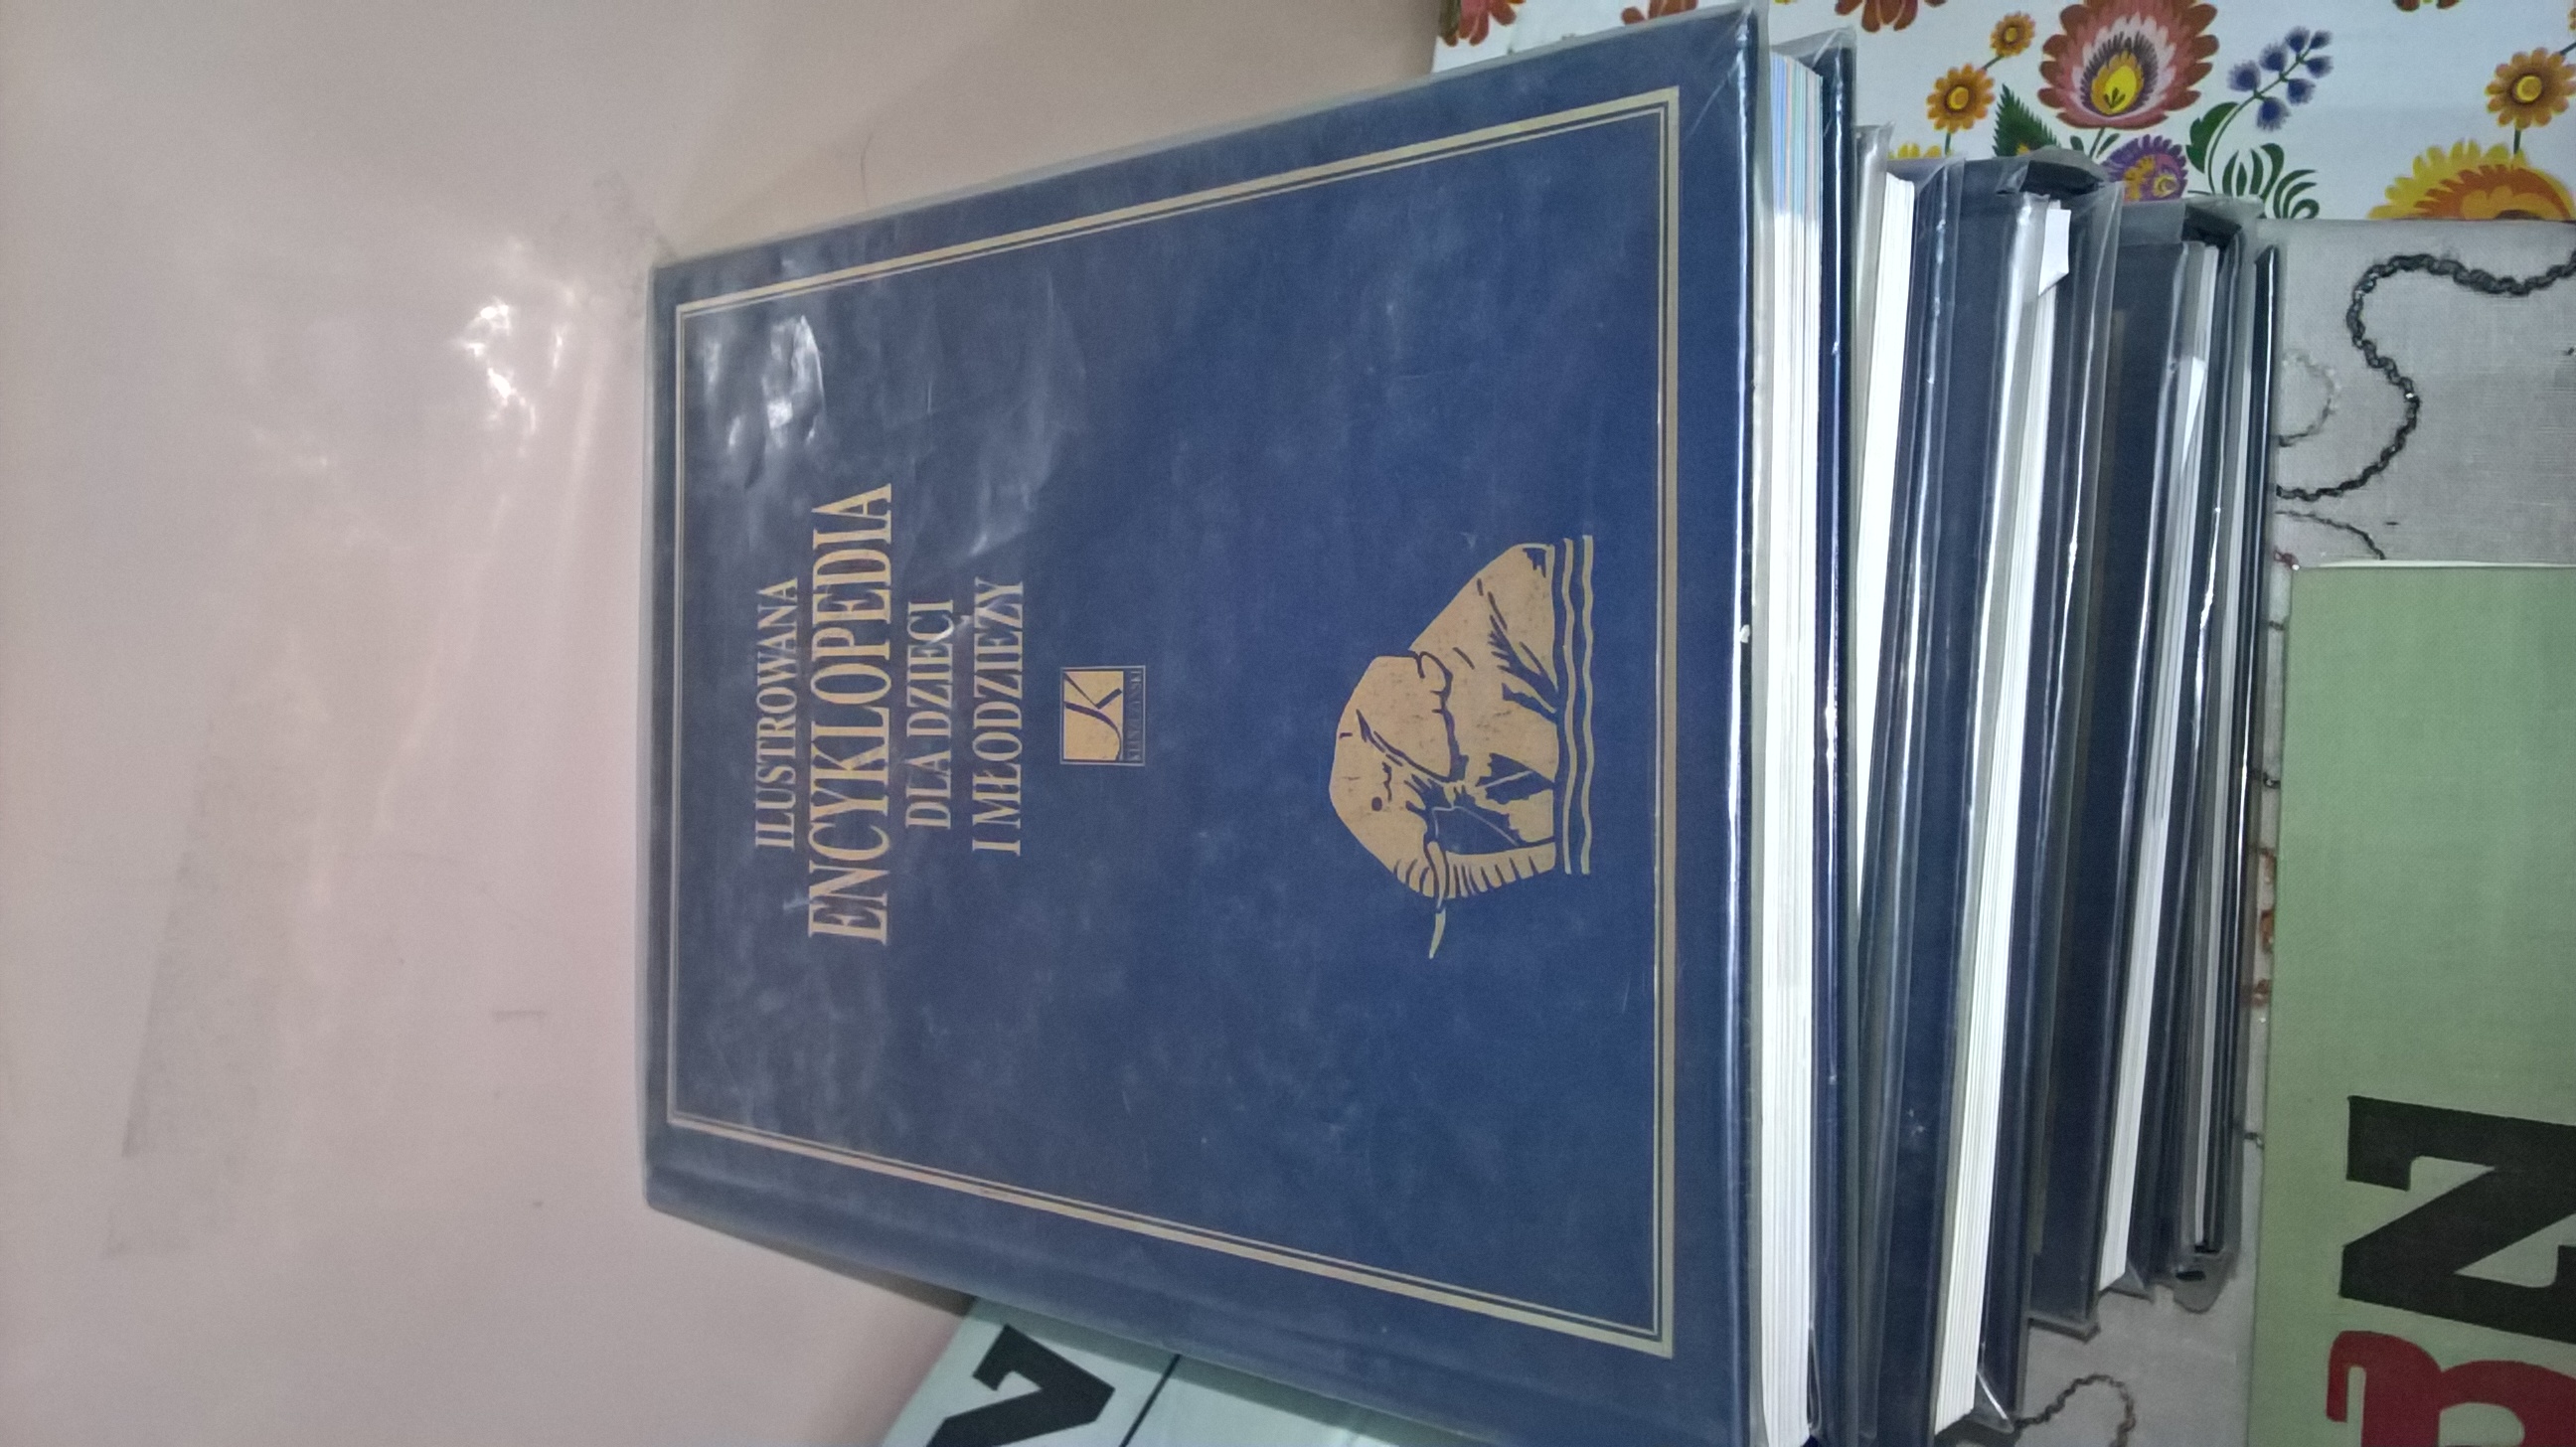 ILUSTROWANA
ENCYKLOPEDIA
DLA DZIECI
I MŁODZIEŻY
K